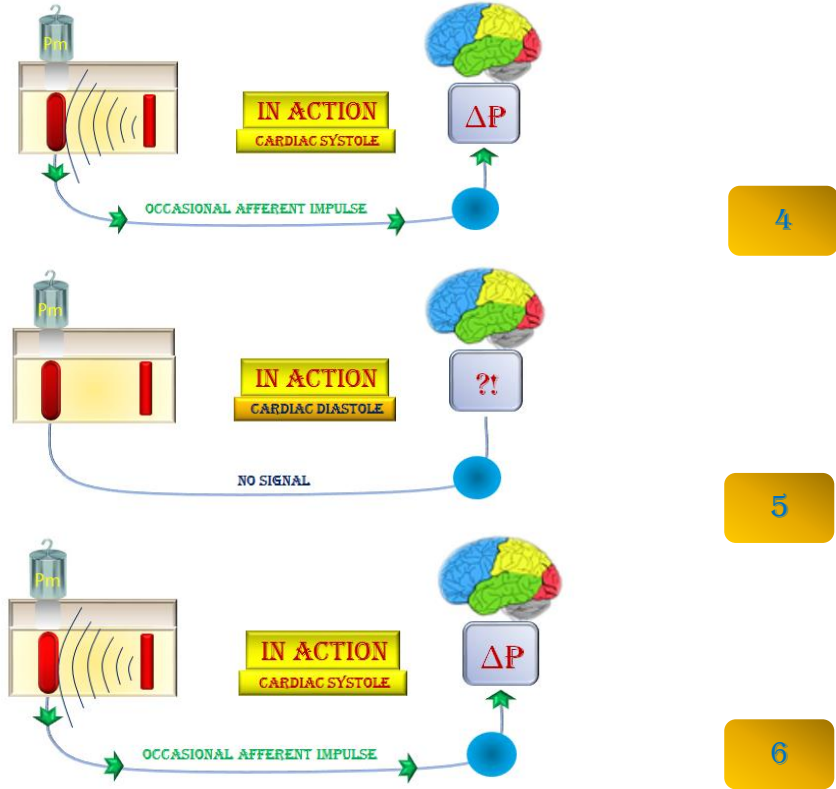 Pm
IN ACTION
CARDIAC SYSTOLE
ΔP
OCCASIONAL AFFERENT IMPULSE
4
Pm
IN ACTION
CARDIAC DIASTOLE
?!
NO SIGNAL
5
Pm
IN ACTION
CARDIAC SYSTOLE
ΔP
OCCASIONAL AFFERENT IMPULSE
6